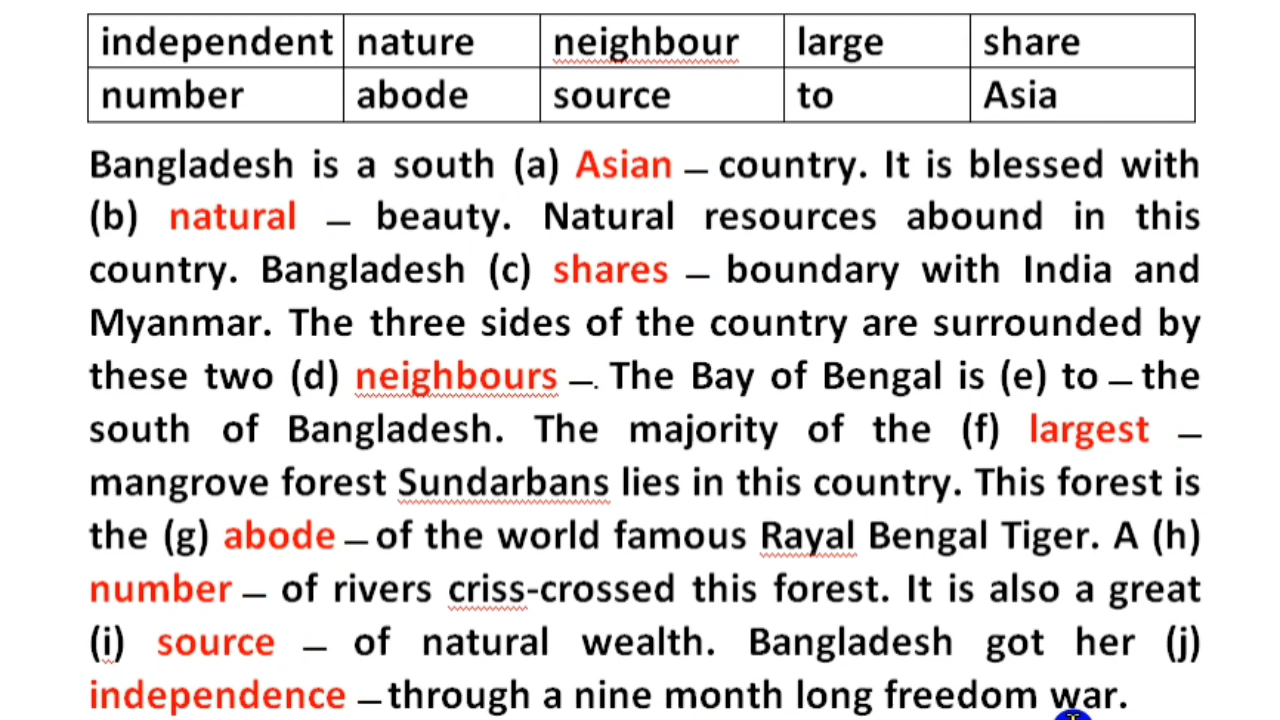 independent nature neighbour large share
number abode source to Asia
Bangladesh is a south (a) Asian – country. It is blessed with
(b) natural – beauty. Natural resources abound in this
country. Bangladesh (c) shares – boundary with India and
Myanmar. The three sides of the country are surrounded by
these two (d) neighbours –. The Bay of Bengal is (e) to – the
south of Bangladesh. The majority of the (f) largest –
mangrove forest Sundarbans lies in this country. This forest is
the (g) abode – of the world famous Rayal Bengal Tiger. A (h)
number – of rivers criss-crossed this forest. It is also a great
(i) source – of natural wealth. Bangladesh got her (j)
independence – through a nine month long freedom war.